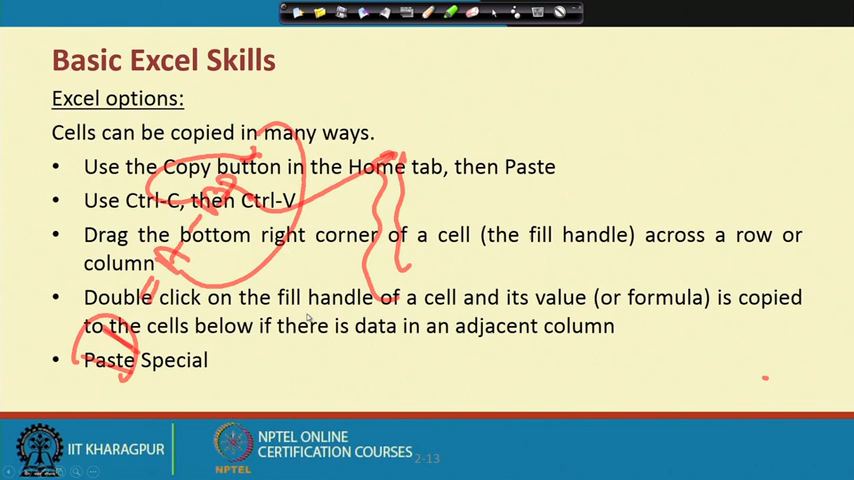 Basic Excel Skills
Excel options:
Cells can be copied in many ways.
• Use the Copy button in the Home tab, then Paste
• Use Ctrl-C, then Ctrl-V
• Drag the bottom right corner of a cell (the fill handle) across a row or
column
• Double click on the fill handle of a cell and its value (or formula) is copied
to the cells below if there is data in an adjacent column
• Paste Special
IIT KHARAGPUR
NPTEL
NPTEL ONLINE
CERTIFICATION COURSES
2-13